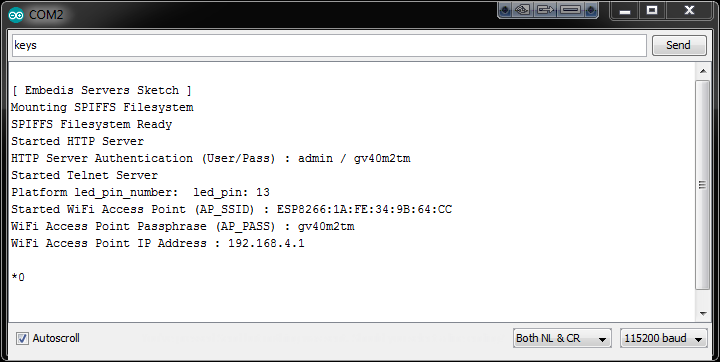 COM2
keys
Send
[ Embedis Servers Sketch ]
Mounting SPIFFS Filesystem
SPIFFS Filesystem Ready
Started HTTP Server
HTTP Server Authentication (User/Pass) : admin / gv40m2tm
Started Telnet Server
Platform led_pin_number:  led_pin: 13
Started WiFi Access Point (AP_SSID) : ESP8266:1A:FE:34:9B:64:CC
WiFi Access Point Passphrase (AP_PASS) : gv40m2tm
WiFi Access Point IP Address : 192.168.4.1
*0
Autoscroll
Both NL & CR
115200 baud